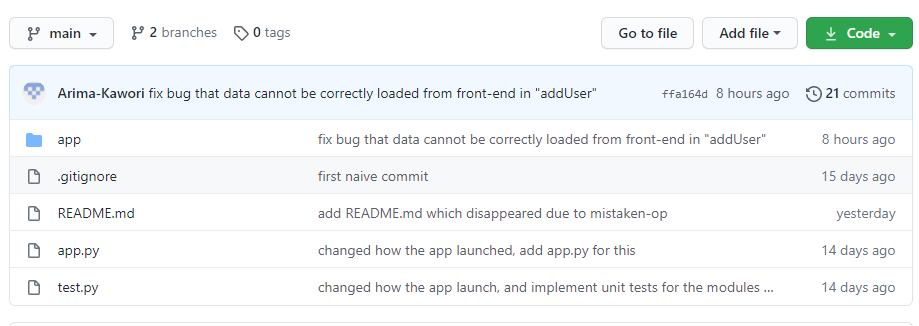 main 2 branches 0 tags Go to file Add file Code
Arima-Kawori fix bug that data cannot be correctly loaded from front-end in "addUser" ffa164d 8 hours ago 21 commits
app fix bug that data cannot be correctly loaded from front-end in "addUser" 8 hours ago
.gitignore first naive commit 15 days ago
README.md add README.md which disappeared due to mistaken-op yesterday
app.py changed how the app launched, add app.py for this 14 days ago
test.py changed how the app launch, and implement unit tests for the modules ... 14 days ago